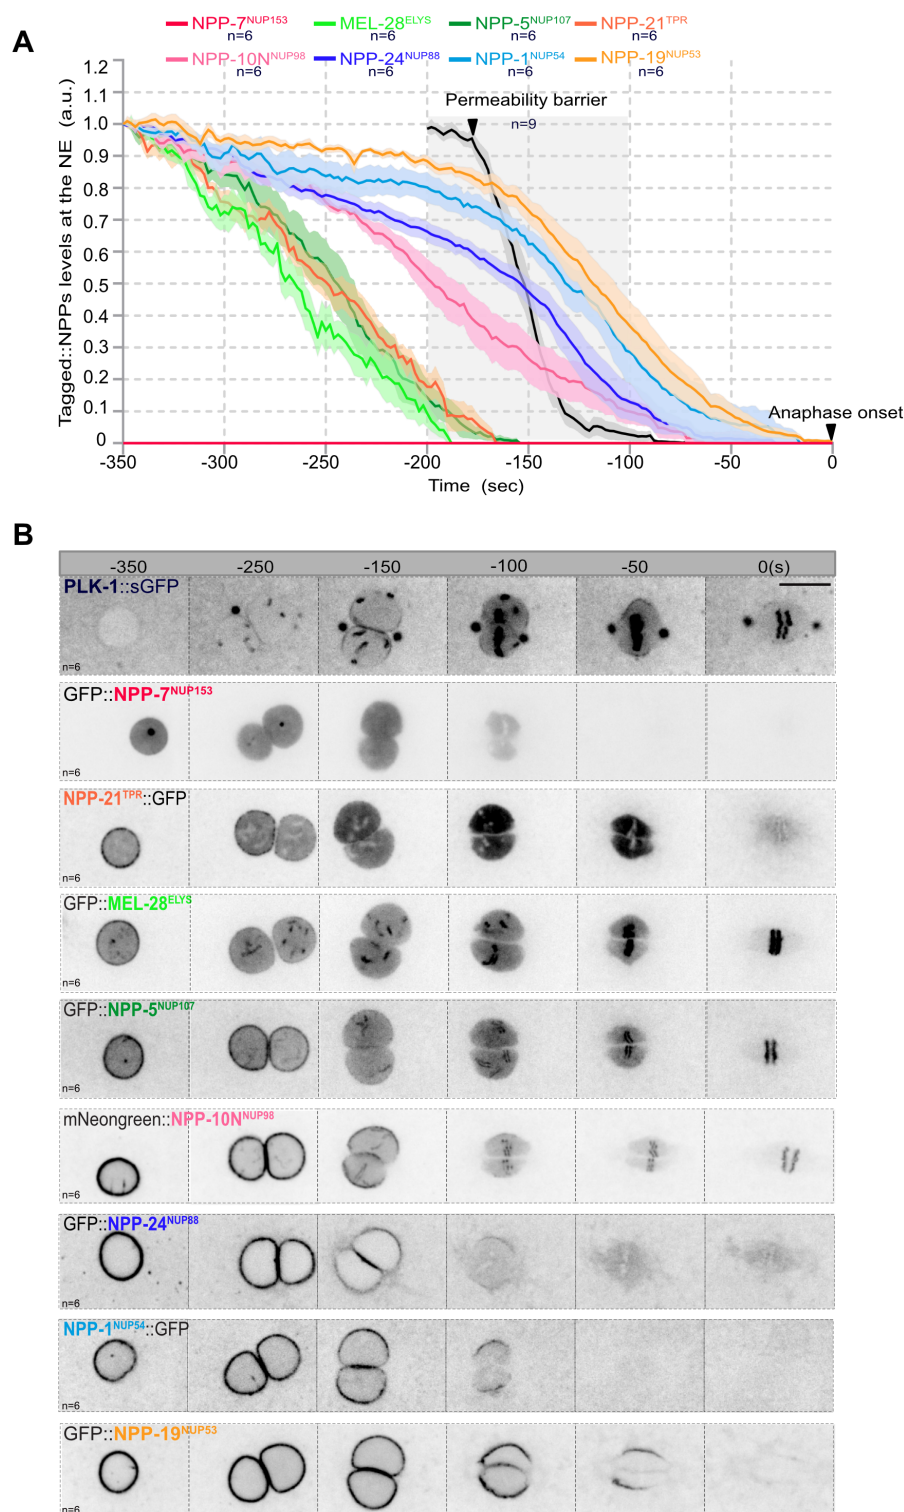 A
NPP-7NUP153 MEL-28ELYS NPP-5NUP107 NPP-21TPR
n=6 n=6 n=6 n=6
NPP-10NNUP98 NPP-24NUP88 NPP-1NUP54 NPP-19NUP53
n=6 n=6 n=6 n=6
Tagged::NPPs levels at the NE (a.u.)
1.2
1.1
1.0
0.9
0.8
0.7
0.6
0.5
0.4
0.3
0.2
0.1
0
Permeability barrier
n=9
Anaphase onset
-350 -300 -250 -200 -150 -100 -50 0
Time (sec)
B
-350 -250 -150 -100 -50 0(s)
PLK-1::sGFP
n=6
GFP::NPP-7NUP153
n=6
NPP-21TPR::GFP
n=6
GFP::MEL-28ELYS
n=6
GFP::NPP-5NUP107
n=6
mNeongreen::NPP-10NNUP98
n=6
GFP::NPP-24NUP88
n=6
NPP-1NUP54::GFP
n=6
GFP::NPP-19NUP53
n=6